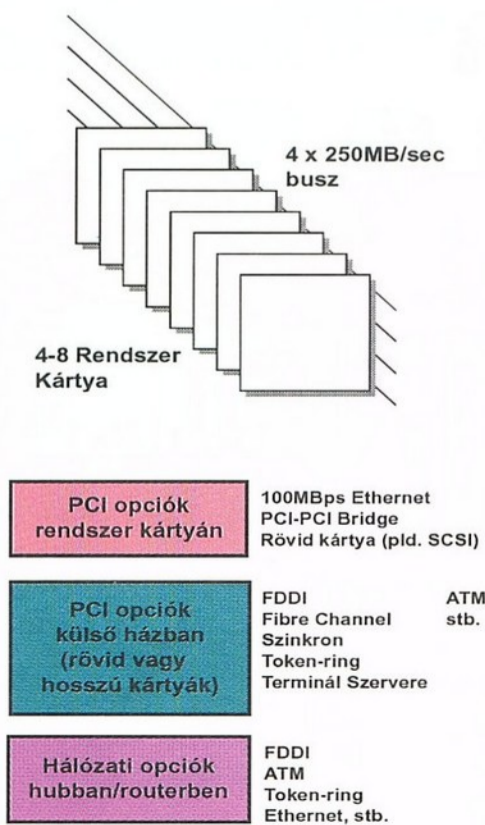 4 x 250MB/sec
busz
4-8 Rendszer
Kártya
PCI opciók
rendszer kártyán
100MBps Ethernet
PCI-PCI Bridge
Rövid kártya (pld. SCSI)
PCI opciók
külső házban
(rövid vagy
hosszú kártyák)
FDDI
Fibre Channel
Szinkron
Token-ring
Terminál Szervere
ATM
stb.
Hálózati opciók
hubban/routerben
FDDI
ATM
Token-ring
Ethernet, stb.